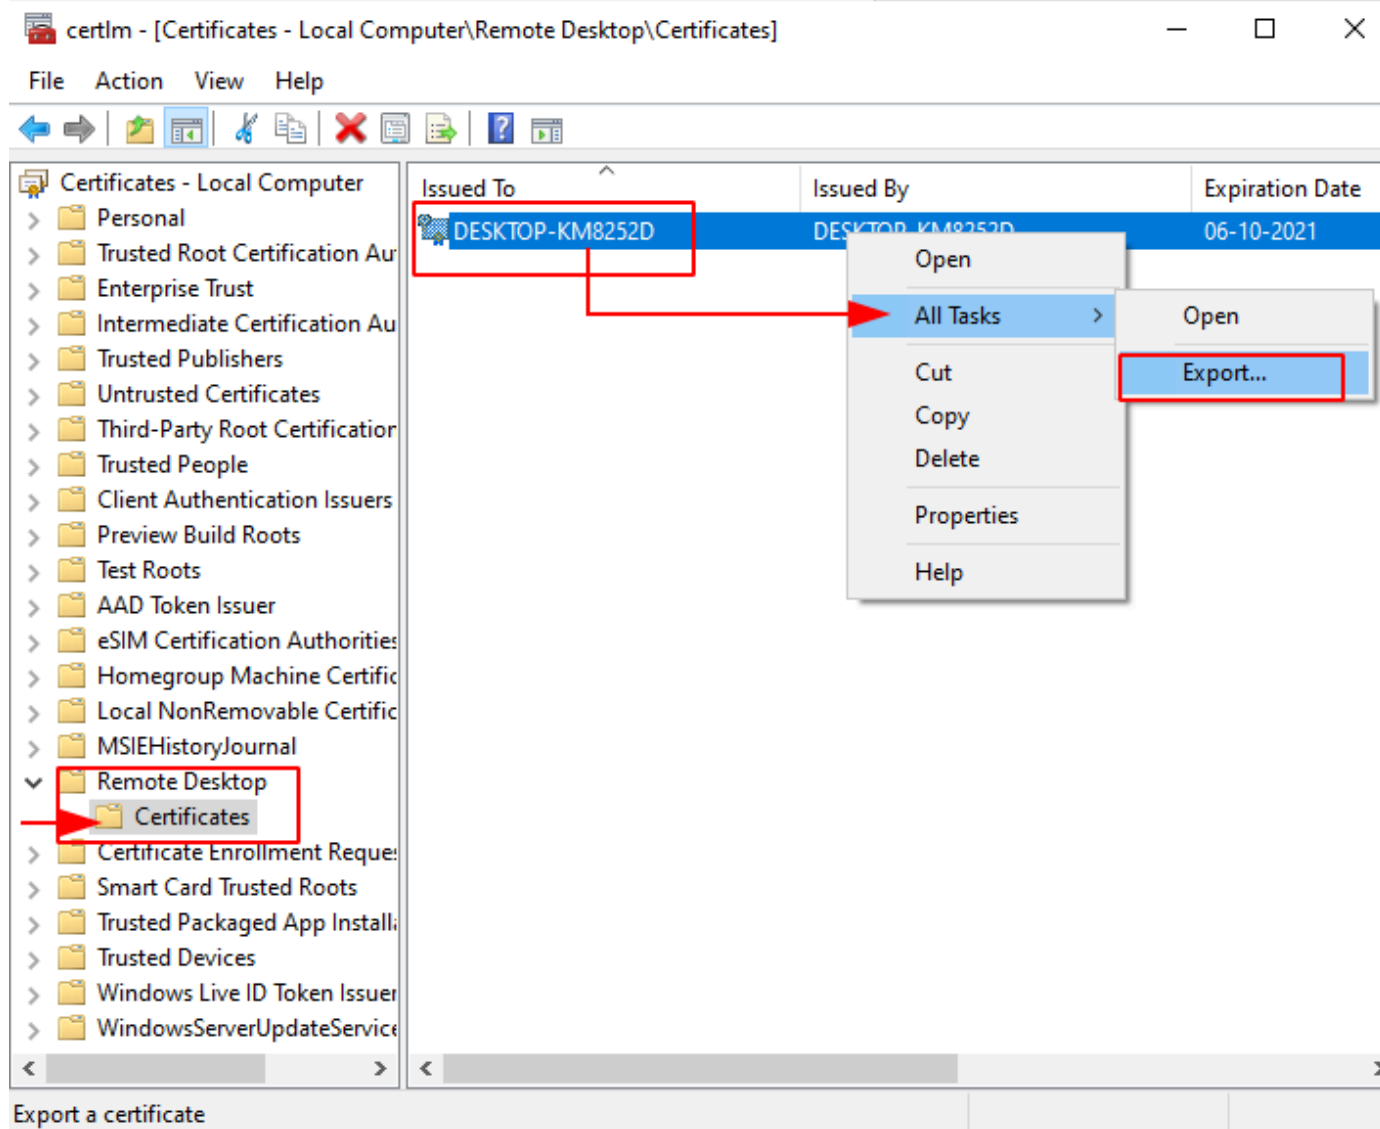 certlm - [Certificates - Local Computer\Remote Desktop\Certificates]
File Action View Help
Certificates - Local Computer
Personal
Trusted Root Certification Au
Enterprise Trust
Intermediate Certification Au
Trusted Publishers
Untrusted Certificates
Third-Party Root Certification
Trusted People
Client Authentication Issuers
Preview Build Roots
Test Roots
AAD Token Issuer
eSIM Certification Authorities
Homegroup Machine Certific
Local NonRemovable Certific
MSIEHistoryJournal
Remote Desktop
Certificates
Certificate Enrollment Reques
Smart Card Trusted Roots
Trusted Packaged App Installa
Trusted Devices
Windows Live ID Token Issuer
WindowsServerUpdateService
Issued To Issued By Expiration Date
DESKTOP-KM8252D DESKTOP-KM8252D 06-10-2021
Open
All Tasks
Cut
Copy
Delete
Properties
Help
Open
Export...
Export a certificate